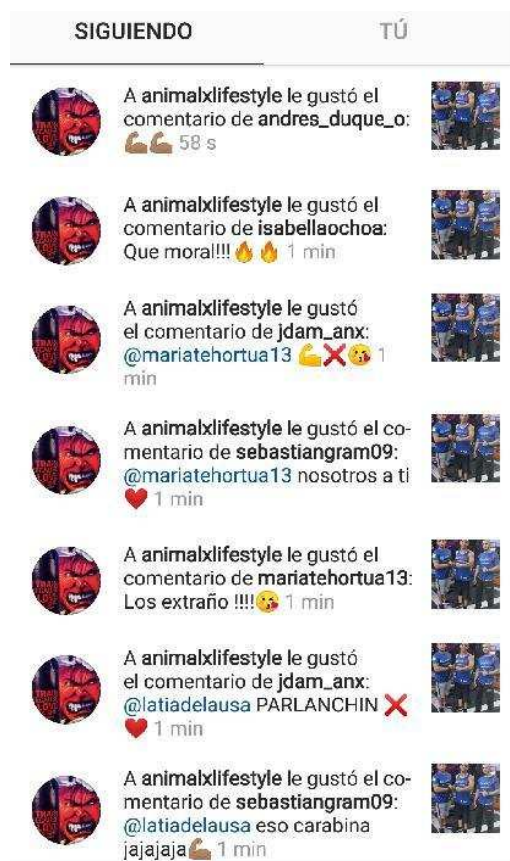 SIGUIENDO
TÚ
A animalxlifestyle le gustó el
comentario de andres_duque_o:
💪🏽💪🏽 58 s
A animalxlifestyle le gustó el
comentario de isabellaochoa:
Que moral!!!🔥🔥 1 min
A animalxlifestyle le gustó
el comentario de jdam_anx:
@mariatehortua13 💪❌😘 1
min
A animalxlifestyle le gustó el co-
mentario de sebastiangram09:
@mariatehortua13 nosotros a ti
❤️ 1 min
A animalxlifestyle le gustó el
comentario de mariatehortua13:
Los extraño !!!!😘 1 min
A animalxlifestyle le gustó
el comentario de jdam_anx:
@latiadelausa PARLANCHIN ❌
❤️ 1 min
A animalxlifestyle le gustó el co-
mentario de sebastiangram09:
@latiadelausa eso carabina
jajajaja💪🏽 1 min